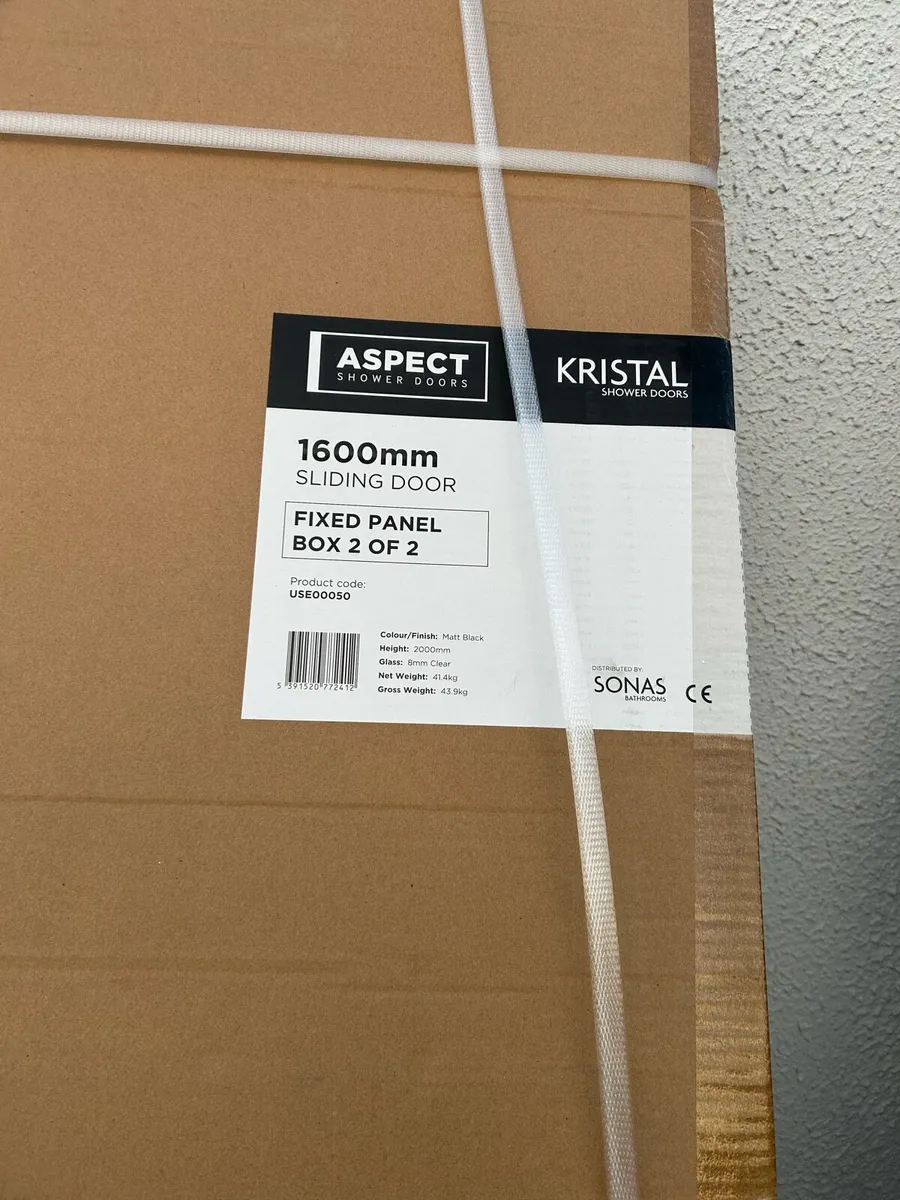 ASPECT
SHOWER DOORS
KRISTAL
SHOWER DOORS
1600mm
SLIDING DOOR
FIXED PANEL
BOX 2 OF 2
Product code:
USE00050
Colour/Finish: Matt Black
Height: 2000mm
Glass: 8mm Clear
Net Weight: 41.4kg
Gross Weight: 43.9kg
5 391520 772412
DISTRIBUTED BY:
SONAS
BATHROOMS
CE